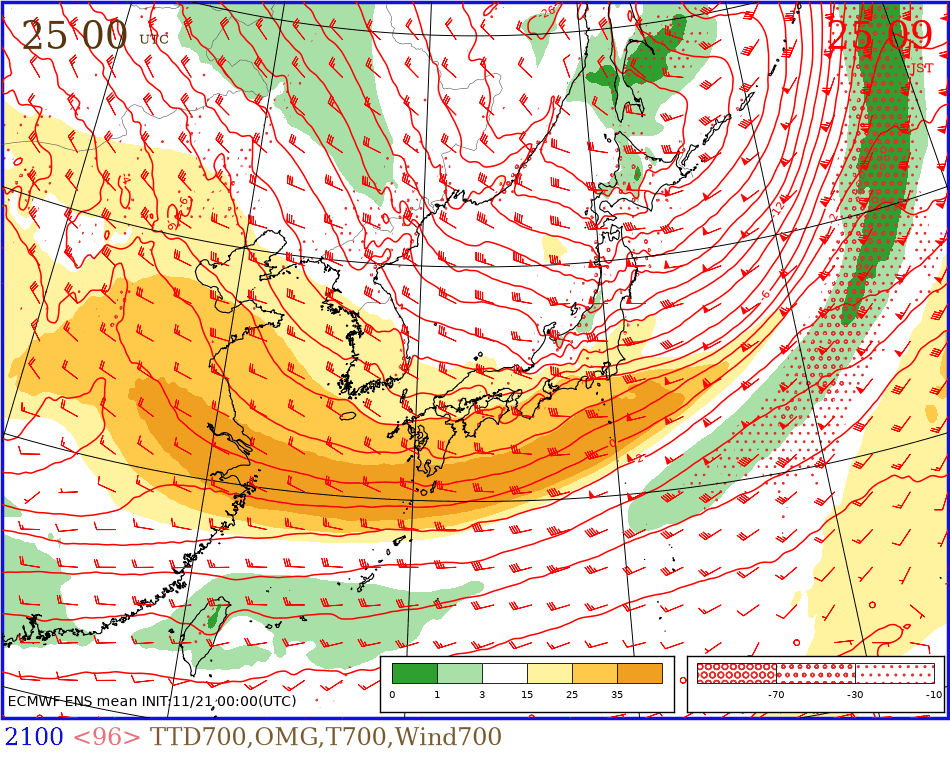 25 00 UTC
25 09
JST
-26
-12
-6
-2
0 1 3 15 25 35
-70 -30 -10
ECMWF ENS mean INIT:11/21 00:00(UTC)
2100 <96> TTD700,OMG,T700,Wind700